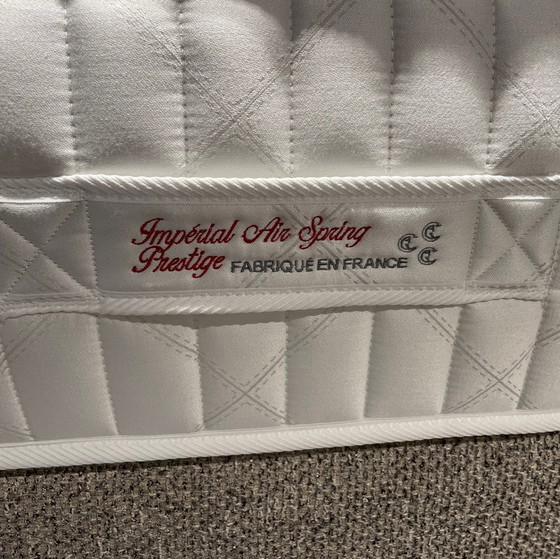 Impérial Air Spring
Prestige FABRIQUÉ EN FRANCE